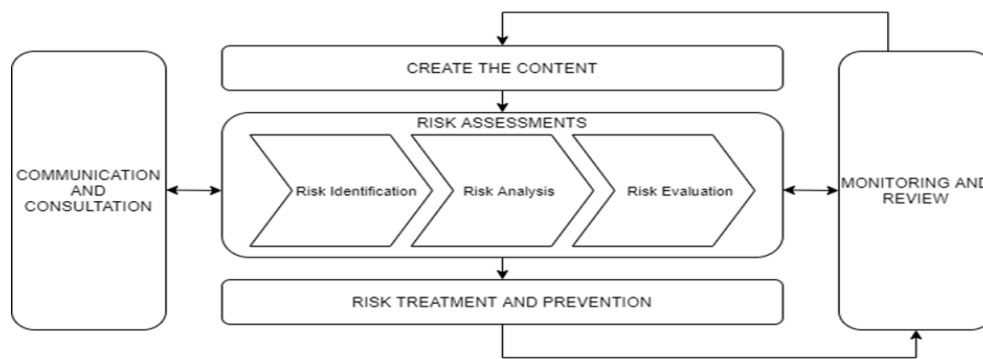 CREATE THE CONTENT
RISK ASSESSMENTS
COMMUNICATION
AND
CONSULTATION
Risk Identification
Risk Analysis
Risk Evaluation
MONITORING AND
REVIEW
RISK TREATMENT AND PREVENTION